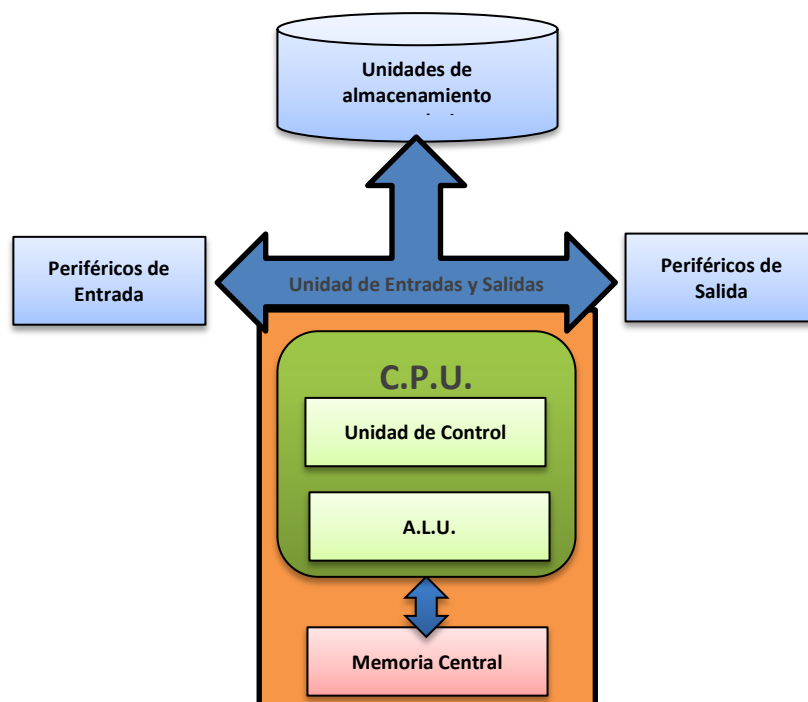 Unidades de
almacenamiento
Periféricos de
Entrada
Unidad de Entradas y Salidas
Periféricos de
Salida
C.P.U.
Unidad de Control
A.L.U.
Memoria Central